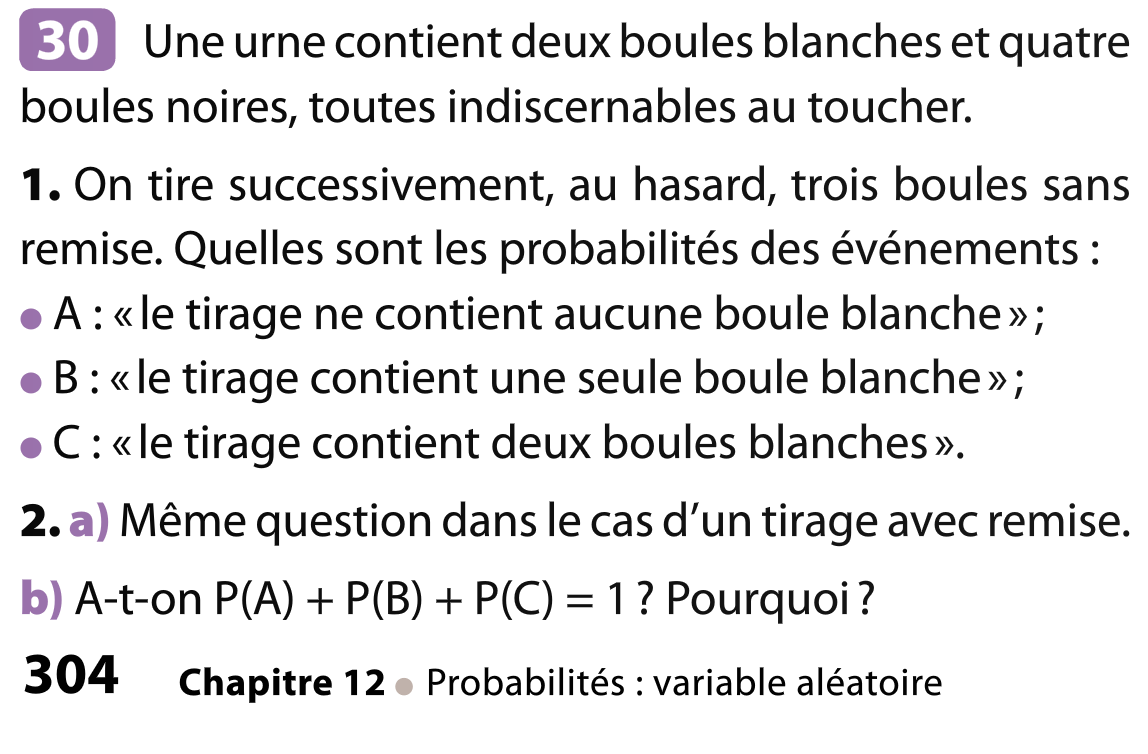 30 Une urne contient deux boules blanches et quatre
boules noires, toutes indiscernables au toucher.
1. On tire successivement, au hasard, trois boules sans
remise. Quelles sont les probabilités des événements :
● A : « le tirage ne contient aucune boule blanche » ;
● B : « le tirage contient une seule boule blanche » ;
● C : « le tirage contient deux boules blanches ».
2. a) Même question dans le cas d’un tirage avec remise.
b) A-t-on P(A) + P(B) + P(C) = 1 ? Pourquoi ?
304 Chapitre 12 ● Probabilités : variable aléatoire